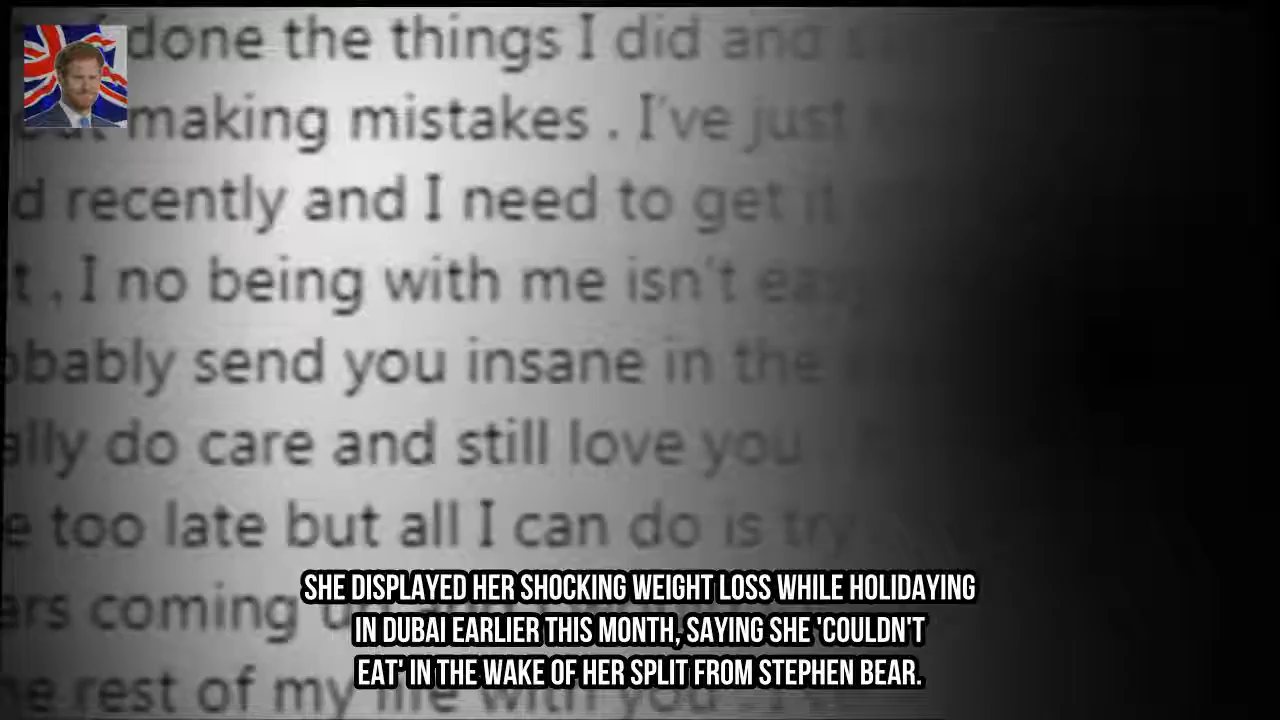 done the things I did and
making mistakes . I've just
d recently and I need to get it
t , I no being with me isn't easy
obably send you insane in the
ally do care and still love you
e too late but all I can do is try
ers coming
he rest of my life with you
SHE DISPLAYED HER SHOCKING WEIGHT LOSS WHILE HOLIDAYING
IN DUBAI EARLIER THIS MONTH, SAYING SHE 'COULDN'T
EAT' IN THE WAKE OF HER SPLIT FROM STEPHEN BEAR.